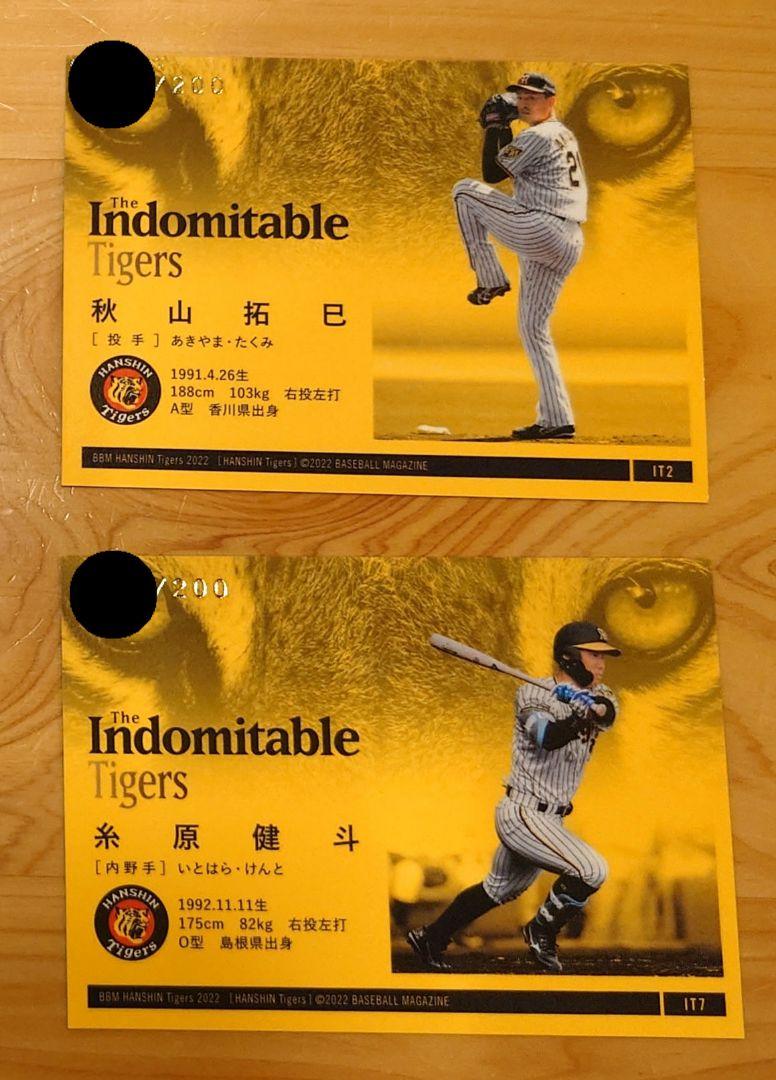 /200
The
Indomitable
Tigers
秋山拓巳
[投手] あきやま・たくみ
HANSHIN
Tigers
1991.4.26生
188cm 103kg 右投左打
A型 香川県出身
BBM HANSHIN Tigers 2022 [HANSHIN Tigers] ©2022 BASEBALL MAGAZINE
IT2
/200
The
Indomitable
Tigers
糸原健斗
[内野手] いとはら・けんと
HANSHIN
Tigers
1992.11.11生
175cm 82kg 右投左打
O型 島根県出身
BBM HANSHIN Tigers 2022 [HANSHIN Tigers] ©2022 BASEBALL MAGAZINE
IT7